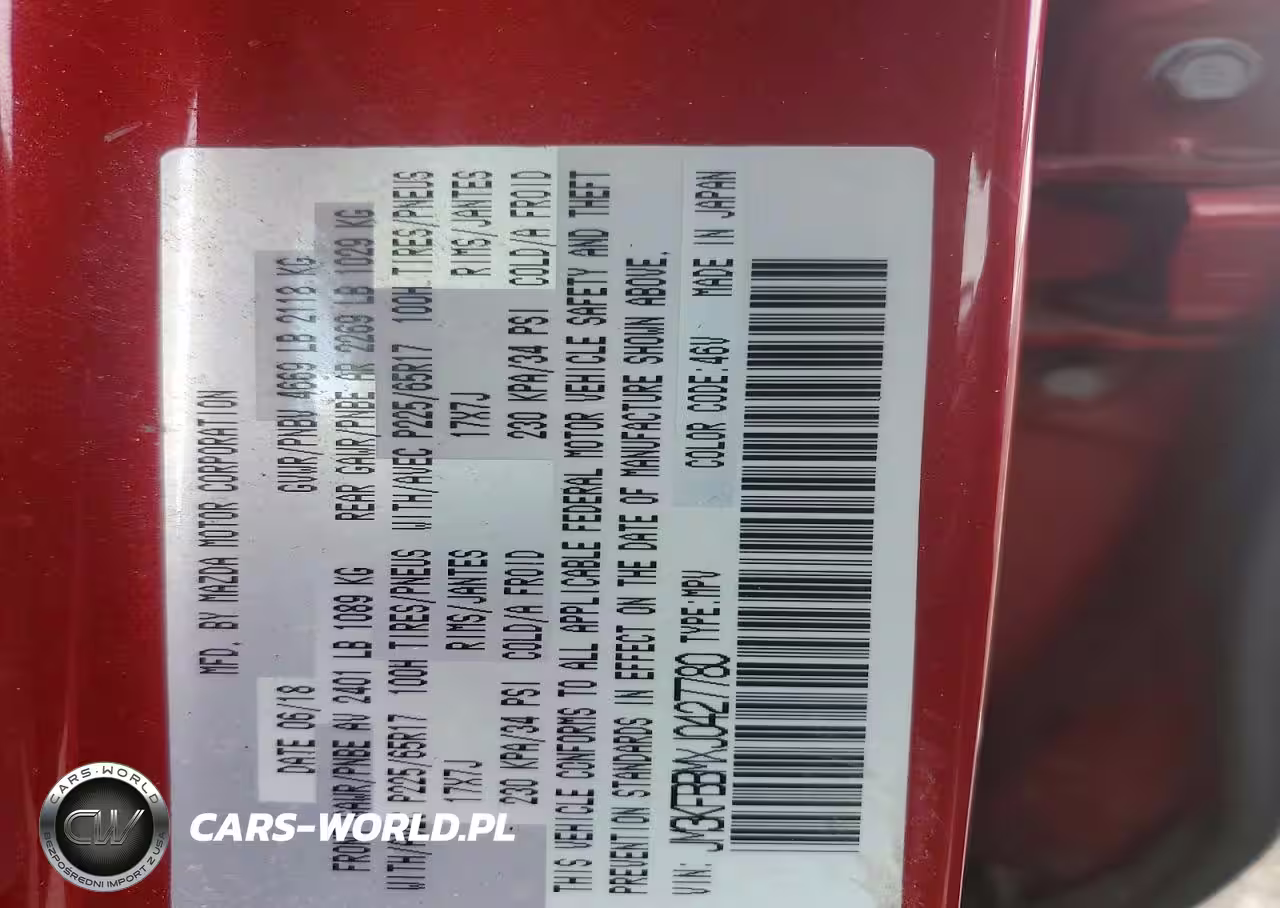 MFD. BY MAZDA MOTOR CORPORATION
DATE 06/18 GVWR/PNBV 4669 LB 2118 KG
GAWR/PNBE AV 2401 LB 1089 KG REAR GAWR/PNBE AR 2269 LB 1029 KG
P225/65R17 100H TIRES/PNEUS WITH/AVEC P225/65R17 100H TIRES/PNEUS
17X7J RIMS/JANTES 17X7J RIMS/JANTES
230 KPA/34 PSI COLD/A FROID 230 KPA/34 PSI COLD/A FROID
THIS VEHICLE CONFORMS TO ALL APPLICABLE FEDERAL MOTOR VEHICLE SAFETY AND THEFT
PREVENTION STANDARDS IN EFFECT ON THE DATE OF MANUFACTURE SHOWN ABOVE.
VIN: JM3KFBBMXJ0427780 TYPE:MPV COLOR CODE:46V MADE IN JAPAN
CARS-WORLD
CW
BEZPOŚREDNI IMPORT Z USA
CARS-WORLD.PL